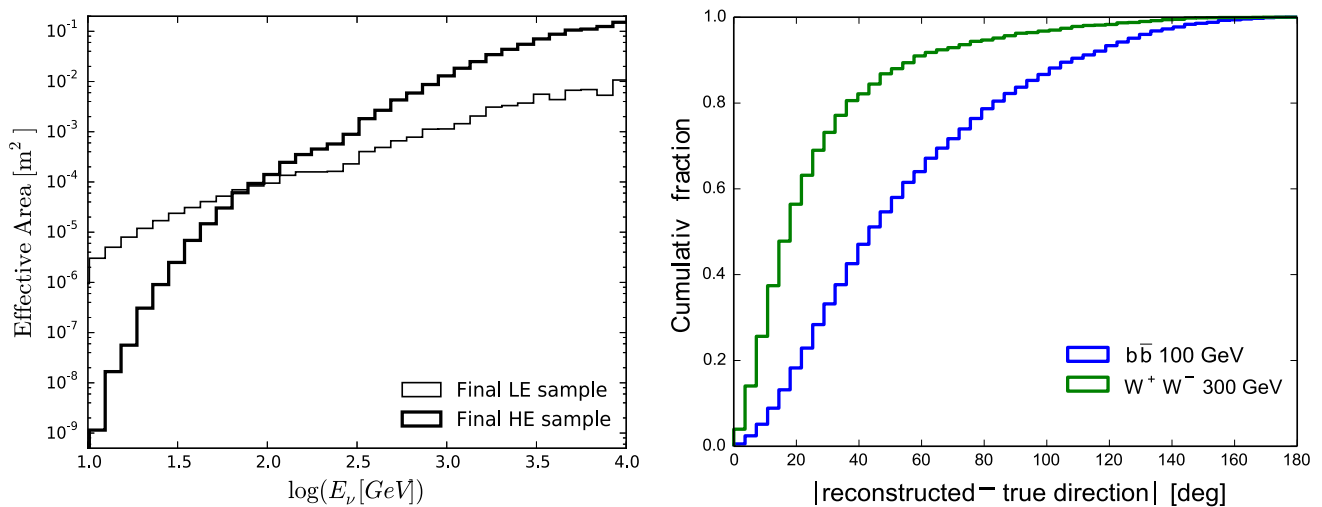 10⁻¹
10⁻²
10⁻³
10⁻⁴
10⁻⁵
10⁻⁶
10⁻⁷
10⁻⁸
10⁻⁹
Effective Area [m²]
1.0 1.5 2.0 2.5 3.0 3.5 4.0
log(E_ν[GeV])
Final LE sample
Final HE sample
1.0
0.8
0.6
0.4
0.2
0.0
Cumulativ fraction
0 20 40 60 80 100 120 140 160 180
|reconstructed − true direction| [deg]
bb̄ 100 GeV
W⁺ W⁻ 300 GeV